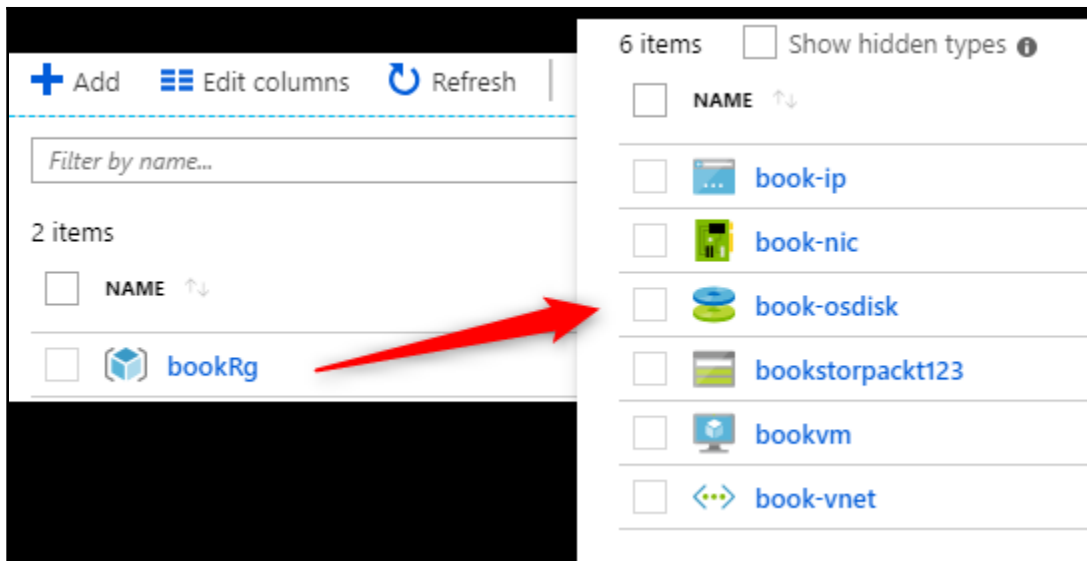 Add Edit columns Refresh
Filter by name...
2 items
NAME
bookRg
6 items Show hidden types
NAME
book-ip
book-nic
book-osdisk
bookstorpackt123
bookvm
book-vnet